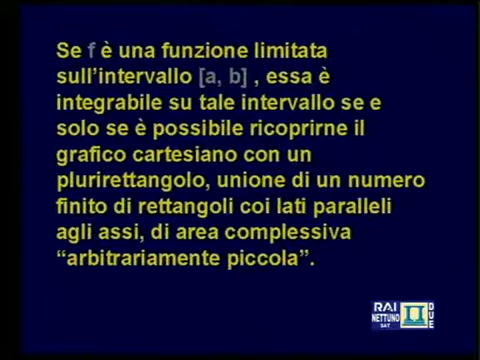 Se f è una funzione limitata
sull'intervallo [a, b] , essa è
integrabile su tale intervallo se e
solo se è possibile ricoprirne il
grafico cartesiano con un
plurirettangolo, unione di un numero
finito di rettangoli coi lati paralleli
agli assi, di area complessiva
“arbitrariamente piccola”.
RAI
NETTUNO
SAT
DUE